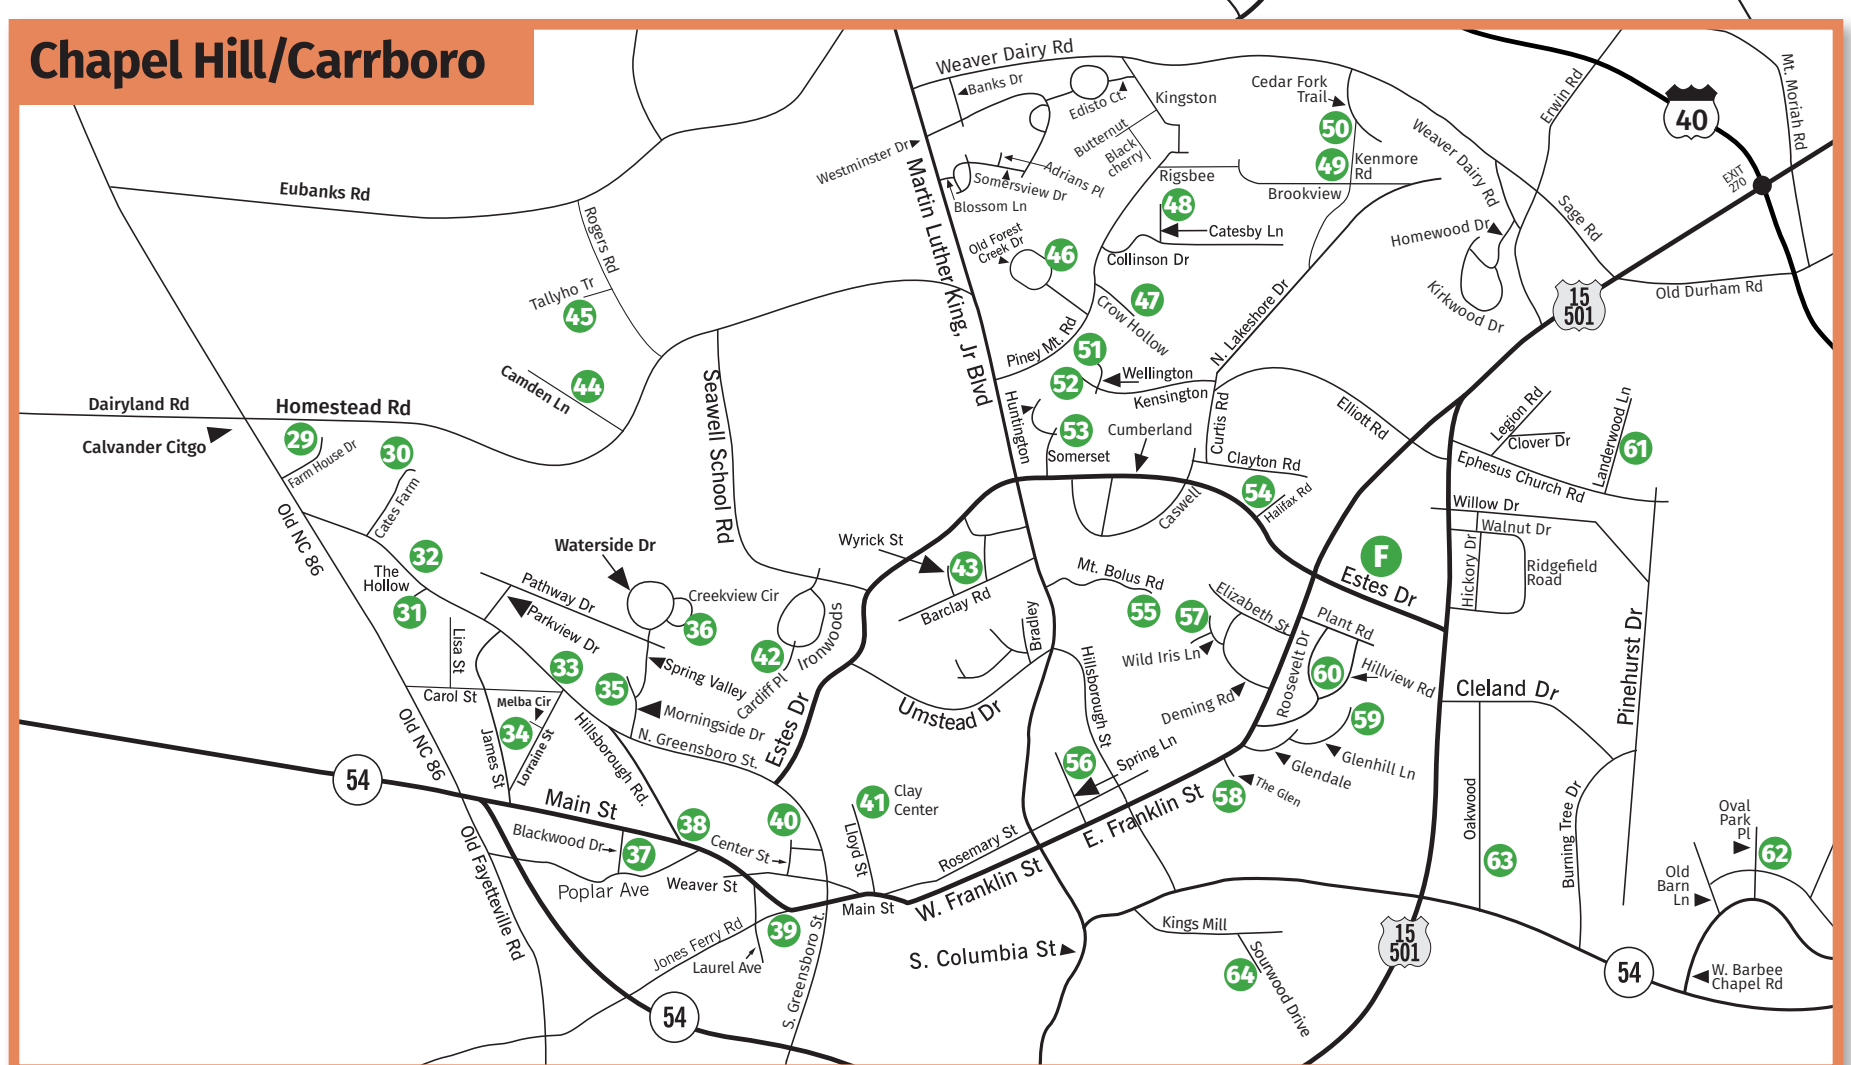 Chapel Hill/Carrboro
Weaver Dairy Rd
Banks Dr
Edisto Ct.
Kingston
Cedar Fork
Trail
50
Erwin Rd
40
Mt. Moriah Rd
Westminster Dr
Butternut
Black
cherry
Adrians Pl
Somersview Dr
Blossom Ln
Rigsbee
49
Kenmore
Rd
Brookview
Weaver Dairy Rd
EXIT
270
Eubanks Rd
Rogers Rd
Martin Luther King, Jr Blvd
48
Catesby Ln
Collinson Dr
Old Forest
Creek Dr
46
Homewood Dr
Sage Rd
Kirkwood Dr
Old Durham Rd
15
501
Tallyho Tr
45
47
Crow Hollow
Piney Mt. Rd
N. Lakeshore Dr
51
52
Wellington
Kensington
Camden Ln
44
Seawell School Rd
Huntington
53
Somerset
Cumberland
Curtis Rd
Elliott Rd
Legion Rd
Clover Dr
Landerwood Ln
61
Dairyland Rd
Homestead Rd
Calvander Citgo
29
Farm House Dr
30
Cates Farm
Clayton Rd
54
Halifax Rd
Caswell
Ephesus Church Rd
Willow Dr
Walnut Dr
Hickory Dr
Ridgefield
Road
Old NC 86
32
The
Hollow
31
Waterside Dr
Pathway Dr
Parkview Dr
Creekview Cir
36
Wyrick St
43
Barclay Rd
Bradley
Mt. Bolus Rd
55
57
Elizabeth St
Wild Iris Ln
F
Estes Dr
Plant Rd
Pinehurst Dr
Lisa St
33
35
Spring Valley
Morningside Dr
42
Cardiff Pl
Ironwoods
Estes Dr
Umstead Dr
Hillsborough St
Deming Rd
Roosevelt Dr
60
Hillview Rd
59
Cleland Dr
Carol St
Melba Cir
34
Lorraine St
James St
Old NC 86
Hillsborough Rd.
N. Greensboro St.
56
Spring Ln
Glenhill Ln
Glendale
The Glen
58
54
Main St
Blackwood Dr
37
38
Center St
40
41
Clay
Center
Lloyd St
Rosemary St
E. Franklin St
W. Franklin St
Oakwood
63
Burning Tree Dr
Oval
Park
Pl
62
Old
Barn
Ln
Poplar Ave
Weaver St
Main St
Old Fayetteville Rd
Jones Ferry Rd
39
Laurel Ave
S. Greensboro St.
S. Columbia St
Kings Mill
64
Sourwood Drive
15
501
54
W. Barbee
Chapel Rd
54